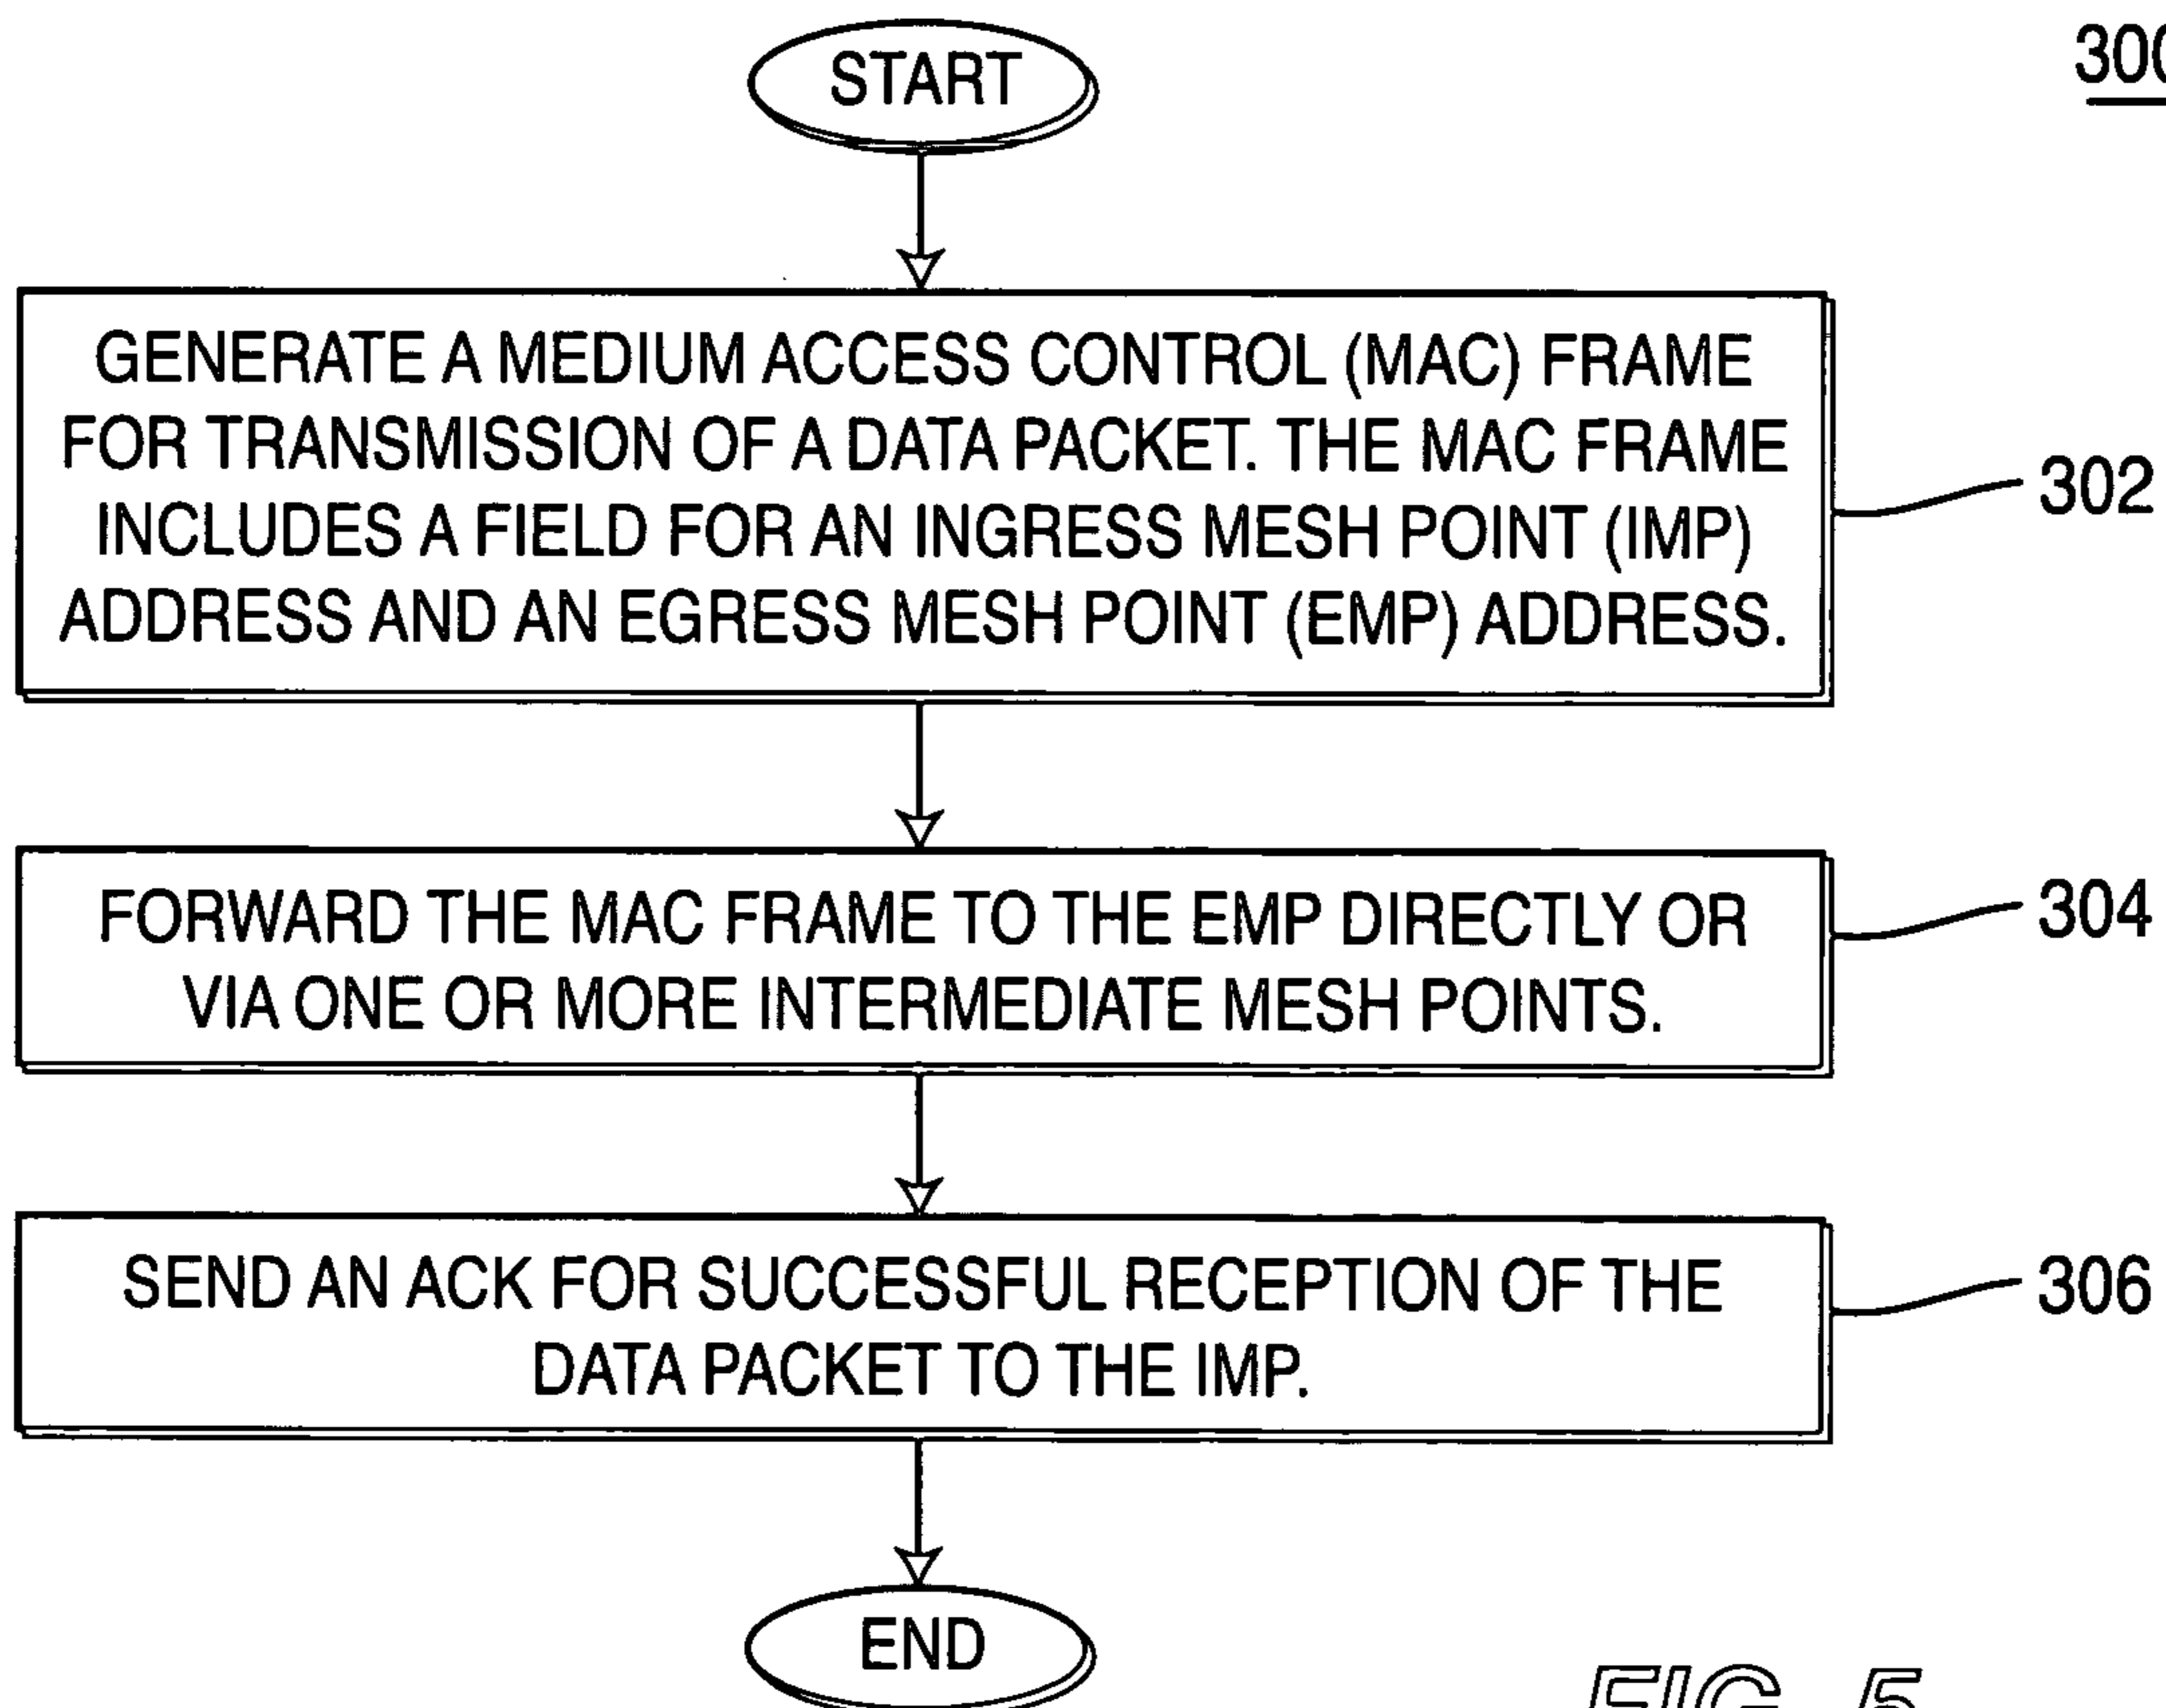 START
300
GENERATE A MEDIUM ACCESS CONTROL (MAC) FRAME
FOR TRANSMISSION OF A DATA PACKET. THE MAC FRAME
INCLUDES A FIELD FOR AN INGRESS MESH POINT (IMP)
ADDRESS AND AN EGRESS MESH POINT (EMP) ADDRESS.
302
FORWARD THE MAC FRAME TO THE EMP DIRECTLY OR
VIA ONE OR MORE INTERMEDIATE MESH POINTS.
304
SEND AN ACK FOR SUCCESSFUL RECEPTION OF THE
DATA PACKET TO THE IMP.
306
END
FIG. 5